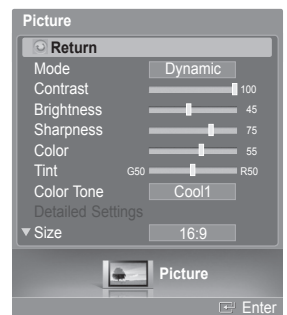 Picture
Return
Mode Dynamic
Contrast 100
Brightness 45
Sharpness 75
Color 55
Tint G50 R50
Color Tone Cool1
Detailed Settings
Size 16:9
Picture
Enter